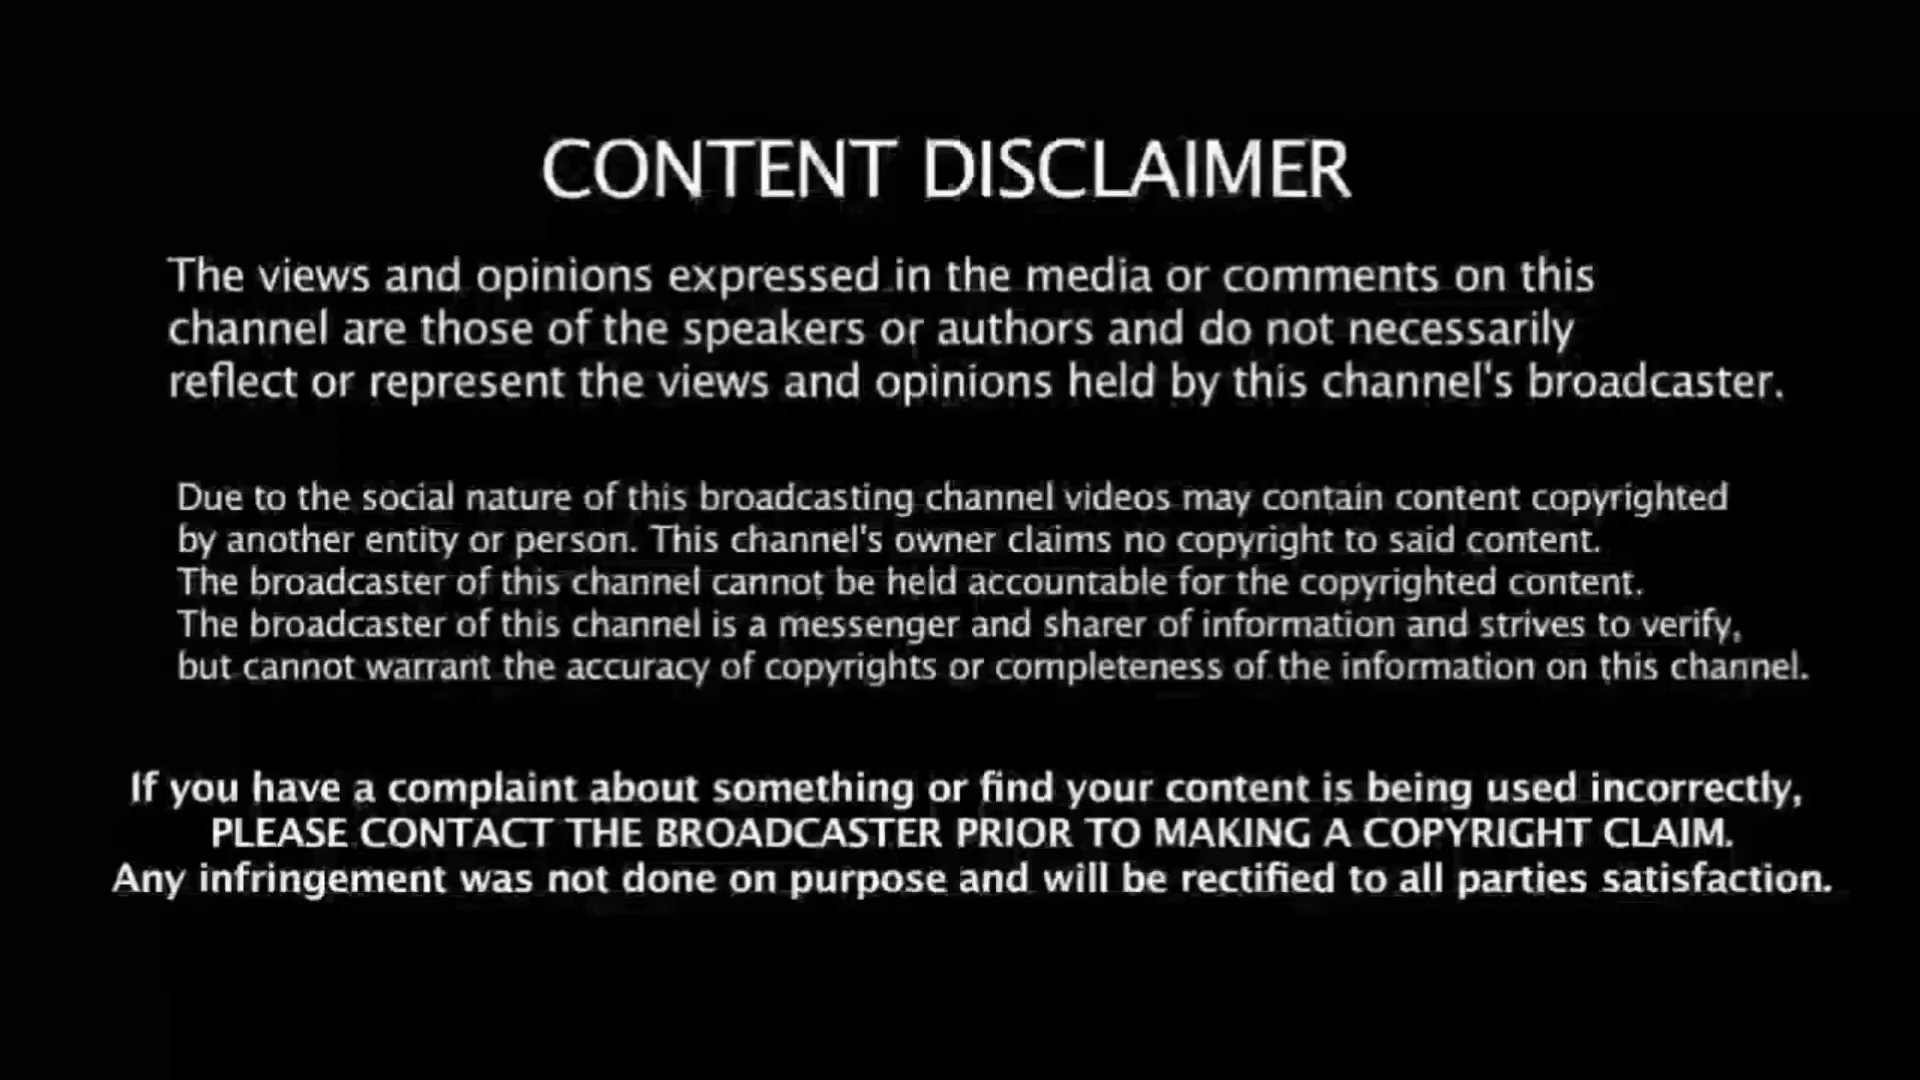 CONTENT DISCLAIMER
The views and opinions expressed in the media or comments on this
channel are those of the speakers or authors and do not necessarily
reflect or represent the views and opinions held by this channel's broadcaster.
Due to the social nature of this broadcasting channel videos may contain content copyrighted
by another entity or person. This channel's owner claims no copyright to said content.
The broadcaster of this channel cannot be held accountable for the copyrighted content.
The broadcaster of this channel is a messenger and sharer of information and strives to verify,
but cannot warrant the accuracy of copyrights or completeness of the information on this channel.
If you have a complaint about something or find your content is being used incorrectly,
PLEASE CONTACT THE BROADCASTER PRIOR TO MAKING A COPYRIGHT CLAIM.
Any infringement was not done on purpose and will be rectified to all parties satisfaction.